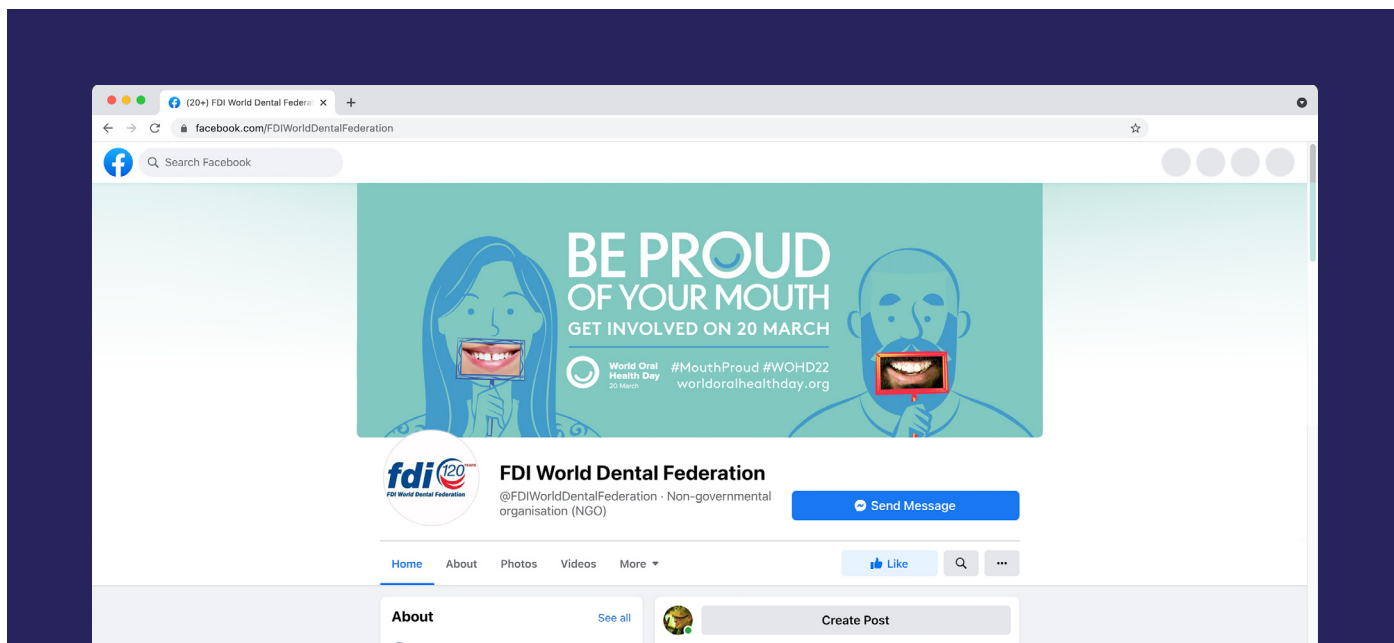 (20+) FDI World Dental Federa
facebook.com/FDIWorldDentalFederation
Search Facebook
BE PROUD
OF YOUR MOUTH
GET INVOLVED ON 20 MARCH
World Oral
Health Day
20 March
#MouthProud #WOHD22
worldoralhealthday.org
fdi 120 YEARS
FDI World Dental Federation
FDI World Dental Federation
@FDIWorldDentalFederation · Non-governmental
organisation (NGO)
Send Message
Home About Photos Videos More
Like
About
See all
Create Post